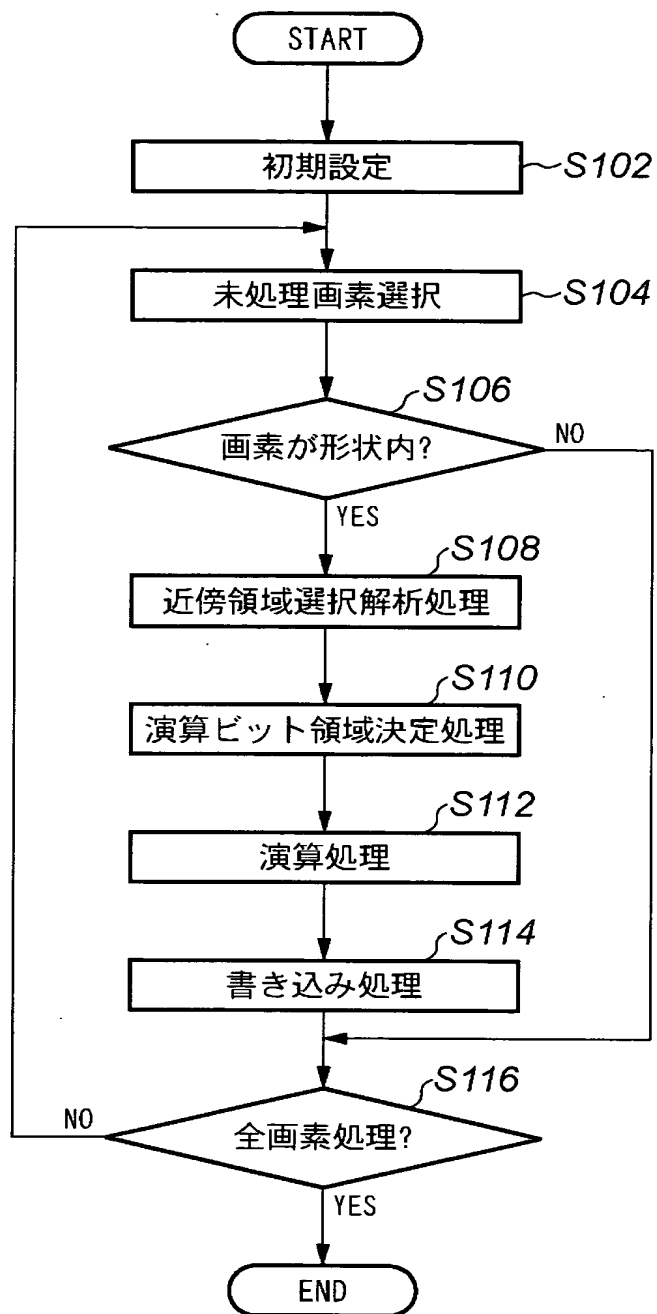 START
初期設定
S102
未処理画素選択
S104
S106
画素が形状内?
NO
YES
S108
近傍領域選択解析処理
S110
演算ビット領域決定処理
S112
演算処理
S114
書き込み処理
S116
NO
全画素処理?
YES
END